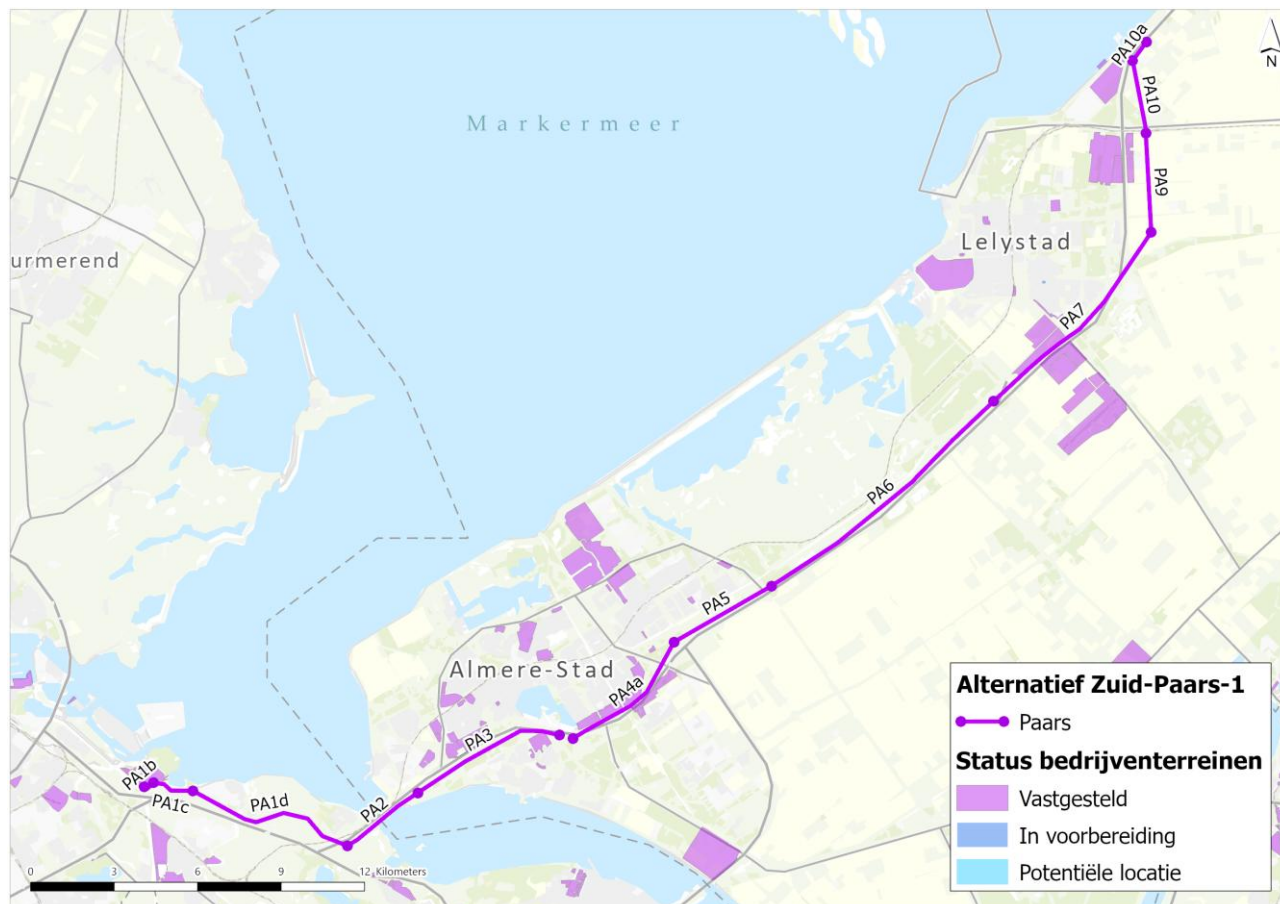 PA10a
N
PA10
Markermeer
PA9
Lelystad
urmerend
PA7
PA6
PA5
Almere-Stad
PA4a
PA3
PA1b
PA1c
PA1d
PA2
0 3 6 9 12 Kilometers
Alternatief Zuid-Paars-1
Paars
Status bedrijventerreinen
Vastgesteld
In voorbereiding
Potentiële locatie